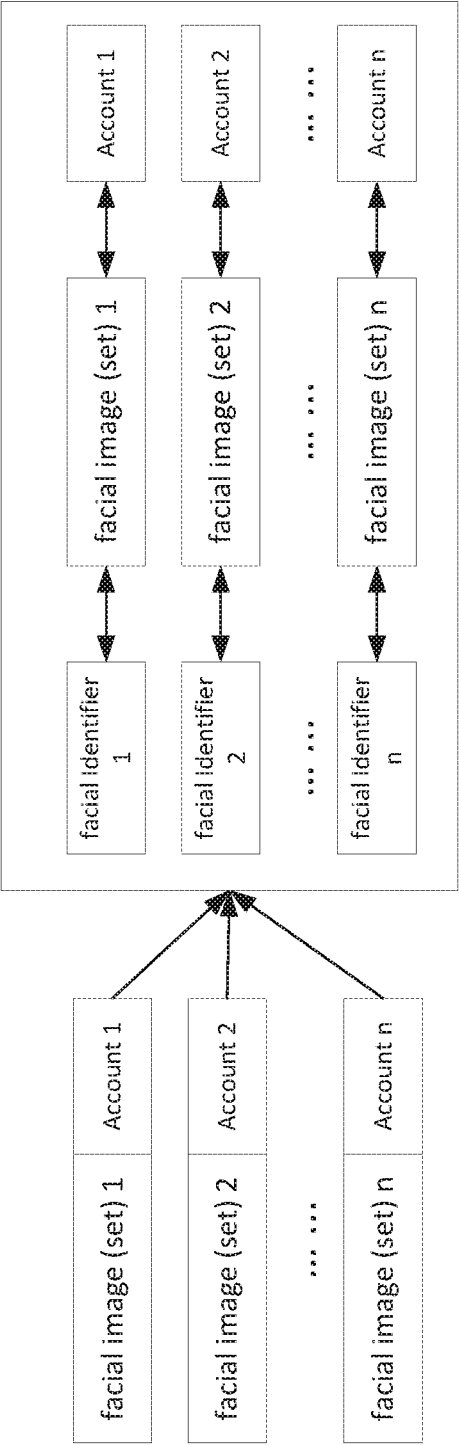 facial image (set) 1
Account 1
facial image (set) 2
Account 2
... ...
facial image (set) n
Account n
facial Identifier
1
facial image (set) 1
Account 1
facial Identifier
2
facial image (set) 2
Account 2
... ...
... ...
... ...
facial Identifier
n
facial image (set) n
Account n